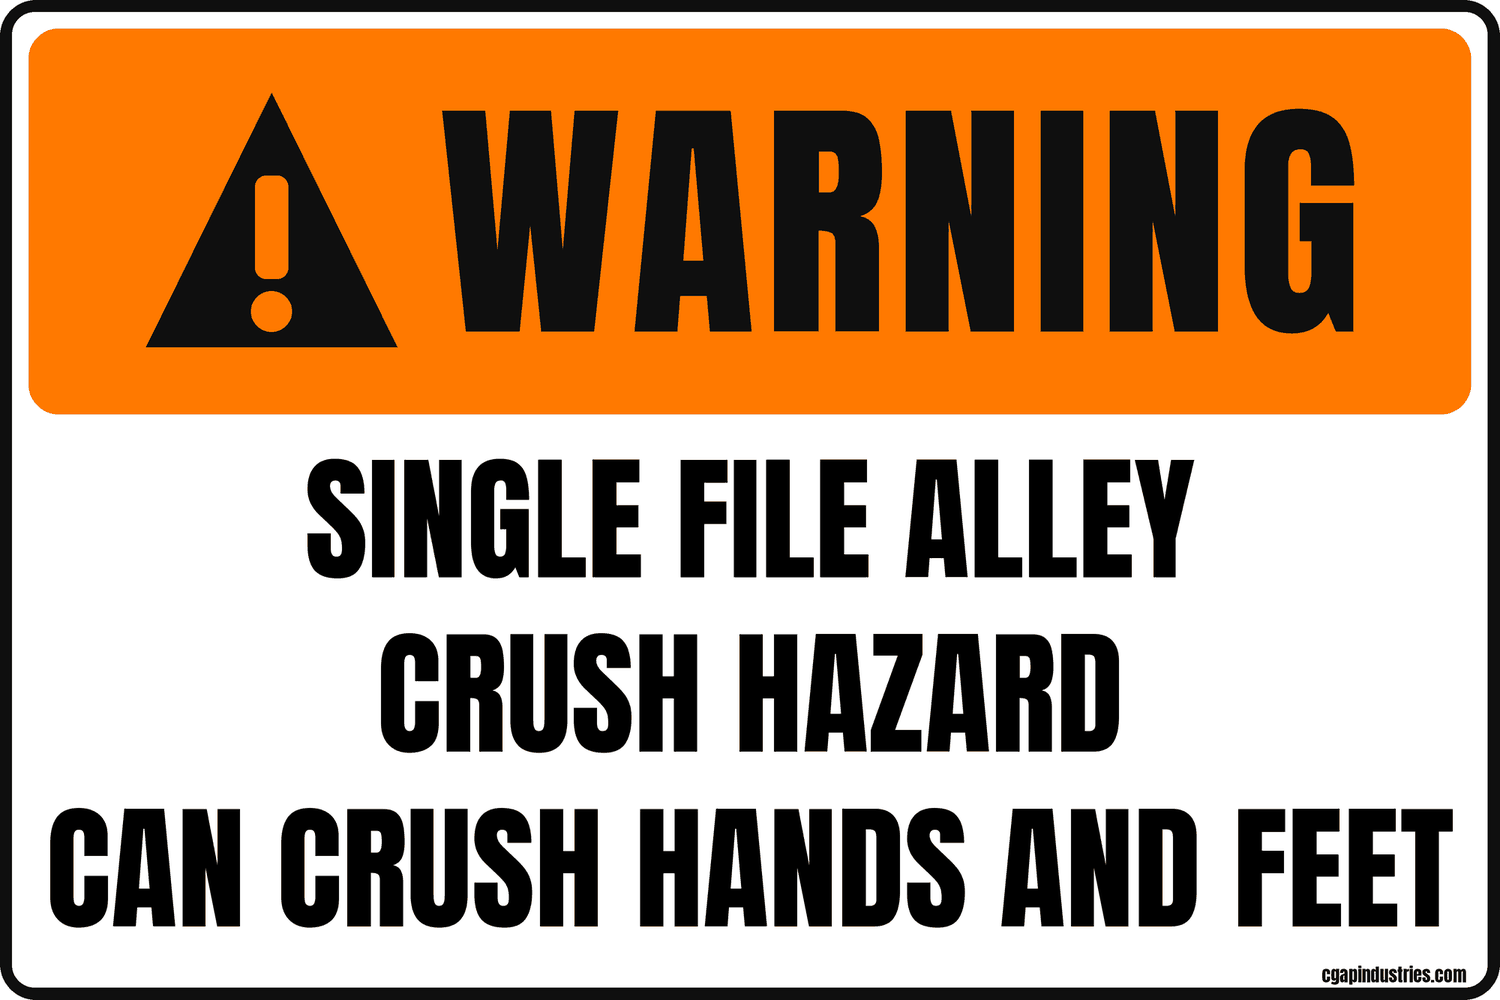 WARNING
SINGLE FILE ALLEY
CRUSH HAZARD
CAN CRUSH HANDS AND FEET
cgapindustries.com